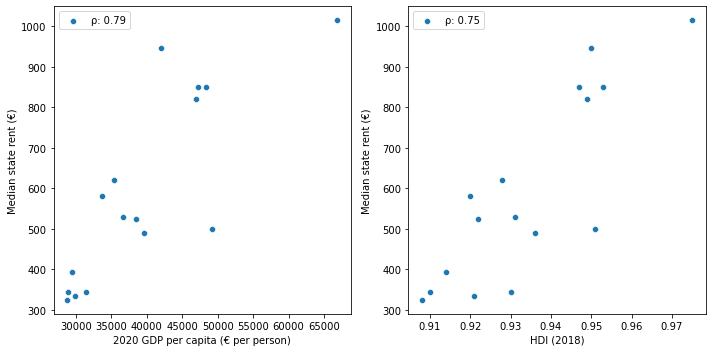 ρ: 0.79
1000
900
800
700
600
500
400
300
Median state rent (€)
30000 35000 40000 45000 50000 55000 60000 65000
2020 GDP per capita (€ per person)
ρ: 0.75
1000
900
800
700
600
500
400
300
Median state rent (€)
0.91 0.92 0.93 0.94 0.95 0.96 0.97
HDI (2018)